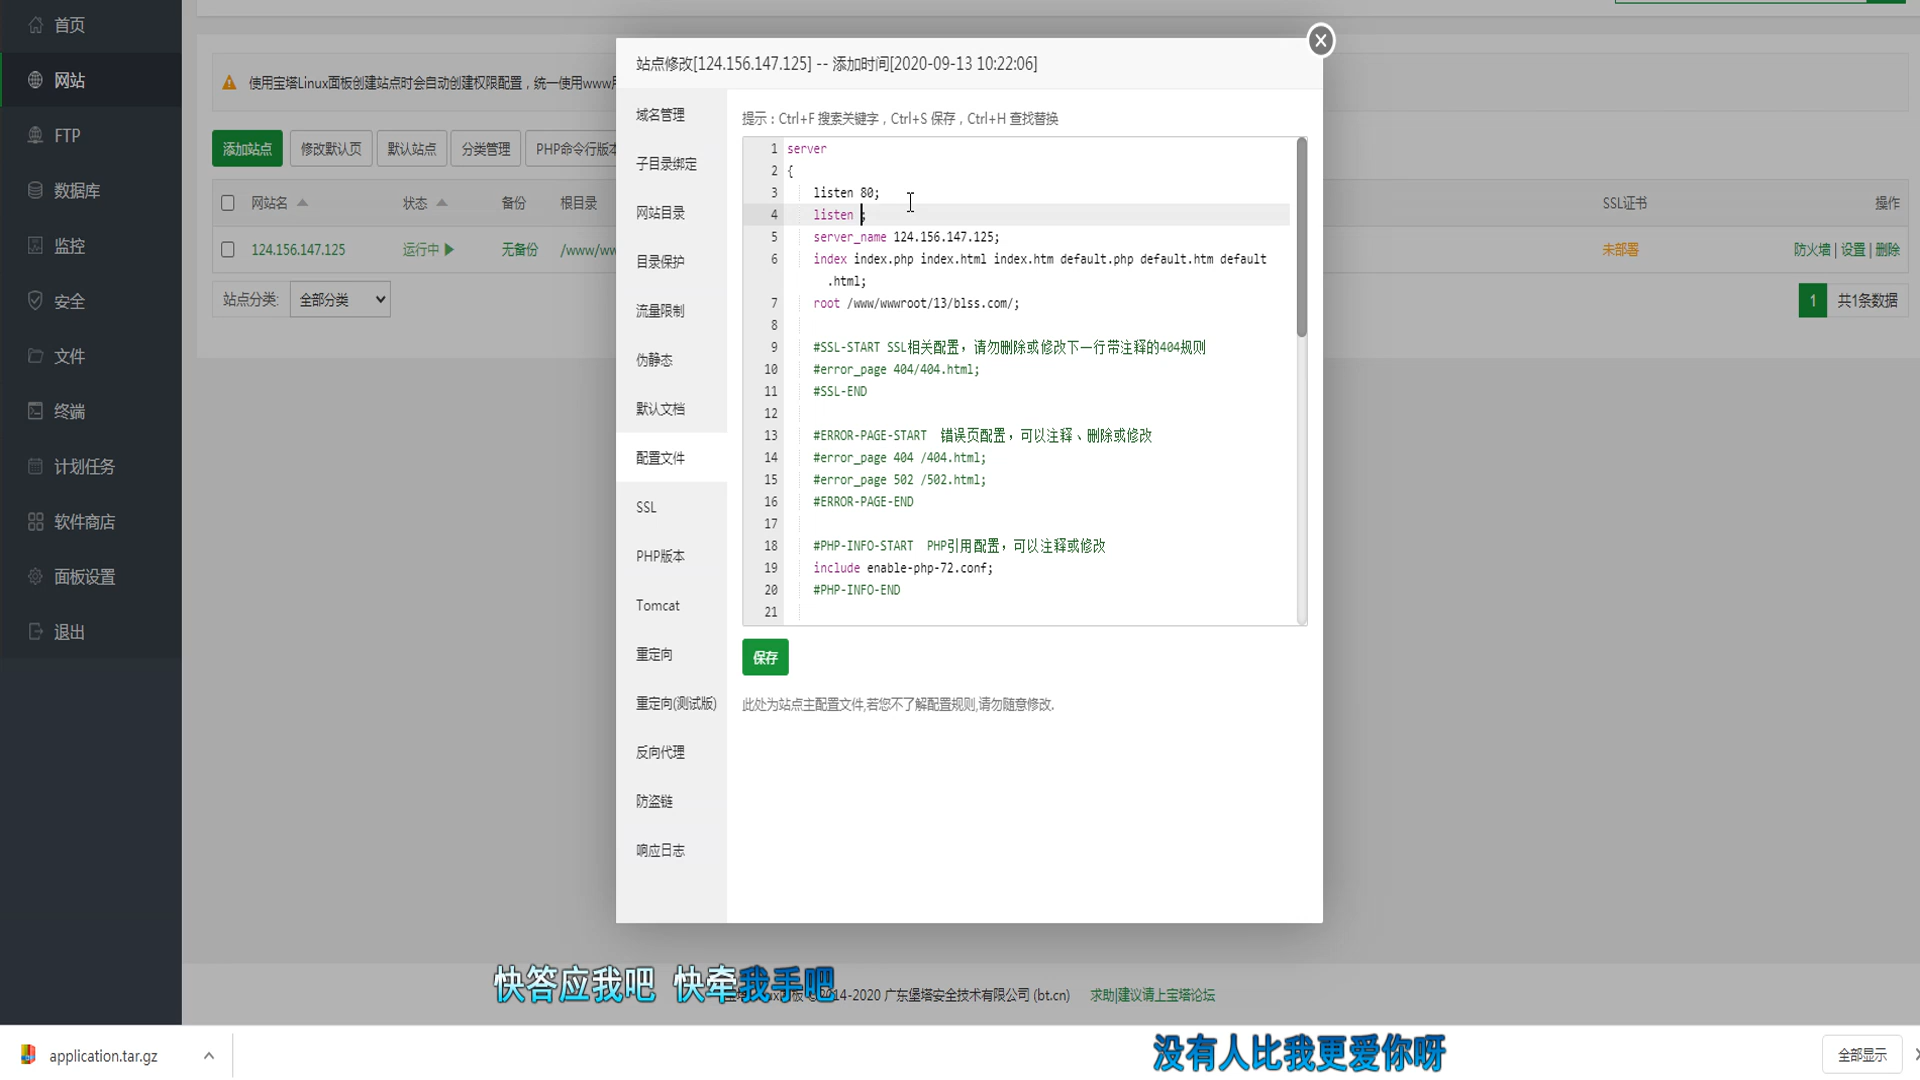 首页
网站
FTP
数据库
监控
安全
文件
终端
计划任务
软件商店
面板设置
退出
使用宝塔Linux面板创建站点时会自动创建权限配置，统一使用www
添加站点
修改默认页
默认站点
分类管理
PHP命令行版本
网站名
状态
备份
根目录
SSL证书
操作
124.156.147.125
运行中
无备份
/www/ww
未部署
防火墙 | 设置 | 删除
站点分类:
全部分类
1
共1条数据
站点修改[124.156.147.125] -- 添加时间[2020-09-13 10:22:06]
域名管理
子目录绑定
网站目录
目录保护
流量限制
伪静态
默认文档
配置文件
SSL
PHP版本
Tomcat
重定向
重定向(测试版)
反向代理
防盗链
响应日志
提示：Ctrl+F 搜索关键字，Ctrl+S 保存，Ctrl+H 查找替换
1 server
2 {
3 listen 80;
4 listen ;
5 server_name 124.156.147.125;
6 index index.php index.html index.htm default.php default.htm default
.html;
7 root /www/wwwroot/13/blss.com/;
8
9 #SSL-START SSL相关配置，请勿删除或修改下一行带注释的404规则
10 #error_page 404/404.html;
11 #SSL-END
12
13 #ERROR-PAGE-START 错误页配置，可以注释、删除或修改
14 #error_page 404 /404.html;
15 #error_page 502 /502.html;
16 #ERROR-PAGE-END
17
18 #PHP-INFO-START PHP引用配置，可以注释或修改
19 include enable-php-72.conf;
20 #PHP-INFO-END
21
保存
此处为站点主配置文件,若您不了解配置规则,请勿随意修改.
快答应我吧 快牵我手吧
2014-2020 广东堡塔安全技术有限公司 (bt.cn)
求助|建议请上宝塔论坛
application.tar.gz
没有人比我更爱你呀
全部显示